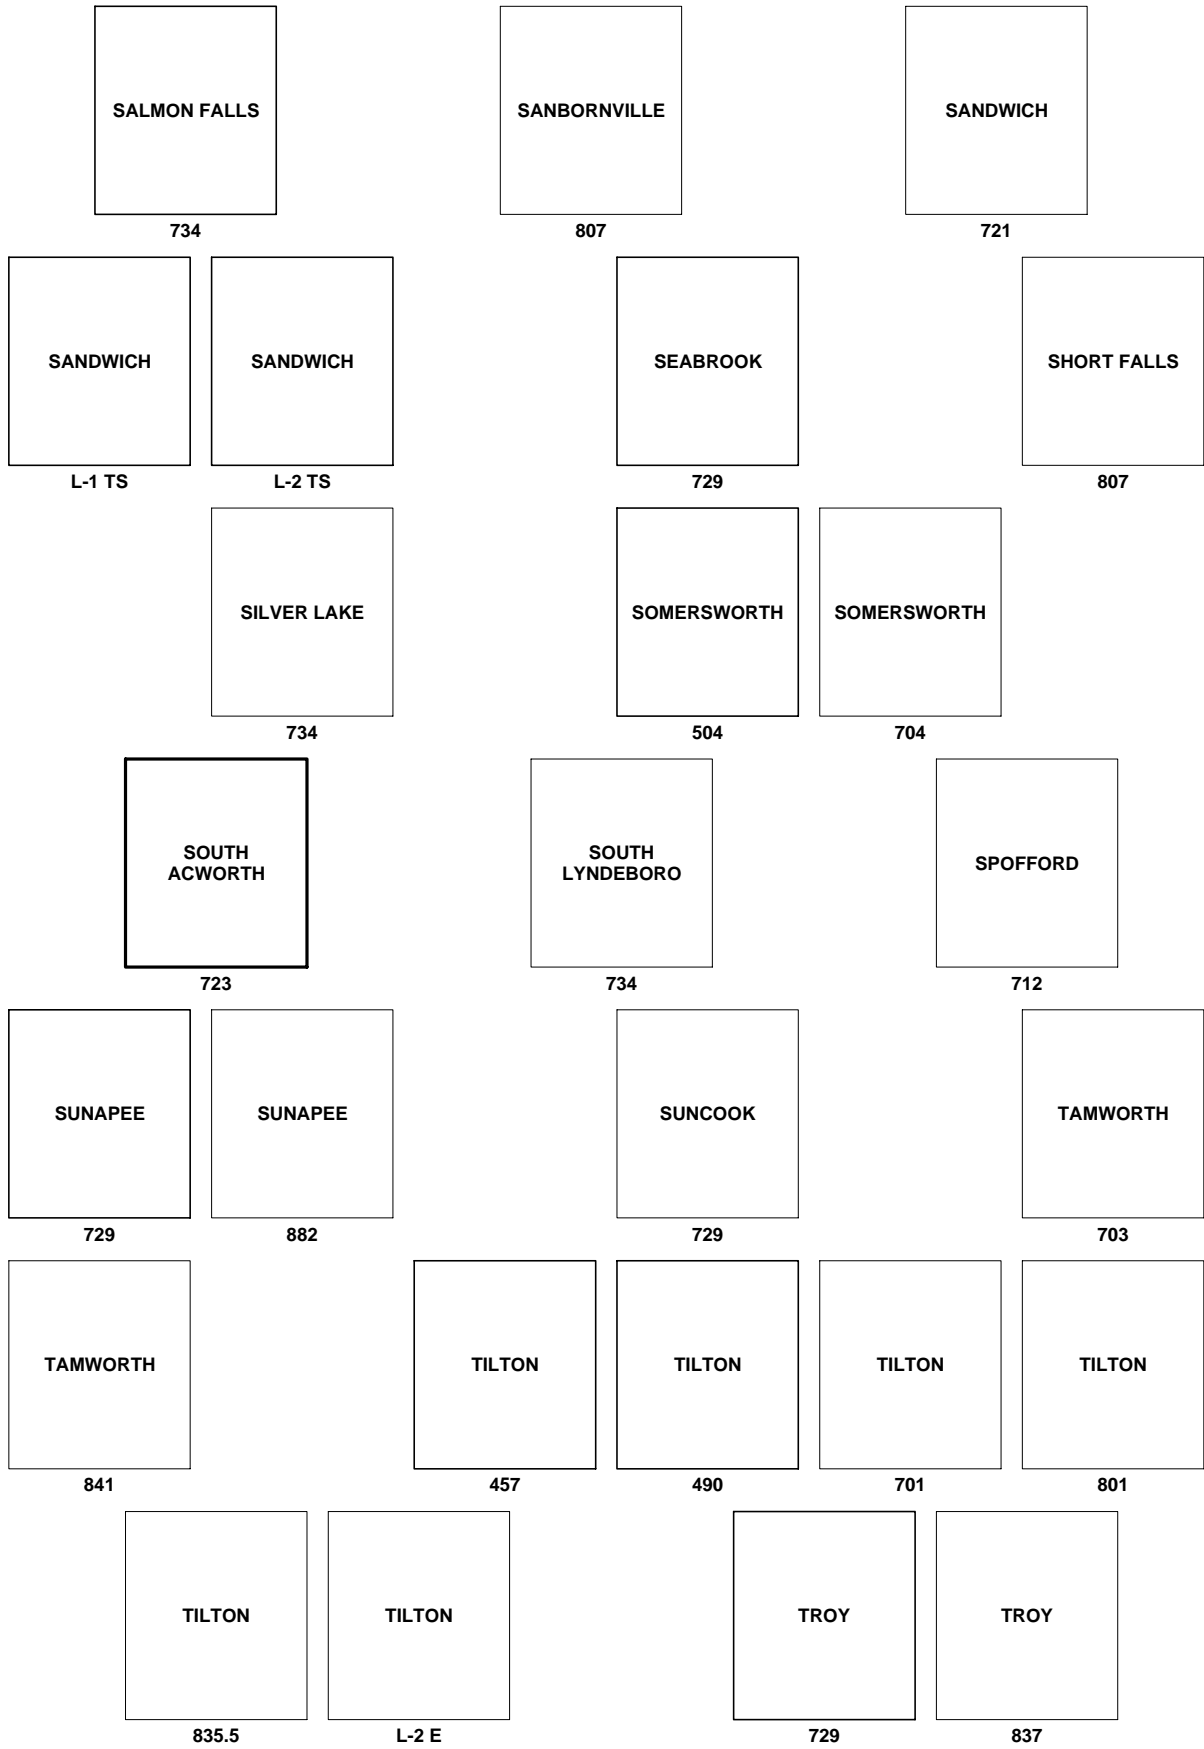 SALMON FALLS
734
SANBORNVILLE
807
SANDWICH
721
SANDWICH
L-1 TS
SANDWICH
L-2 TS
SEABROOK
729
SHORT FALLS
807
SILVER LAKE
734
SOMERSWORTH
504
SOMERSWORTH
704
SOUTH
ACWORTH
723
SOUTH
LYNDEBORO
734
SPOFFORD
712
SUNAPEE
729
SUNAPEE
882
SUNCOOK
729
TAMWORTH
703
TAMWORTH
841
TILTON
457
TILTON
490
TILTON
701
TILTON
801
TILTON
835.5
TILTON
L-2 E
TROY
729
TROY
837